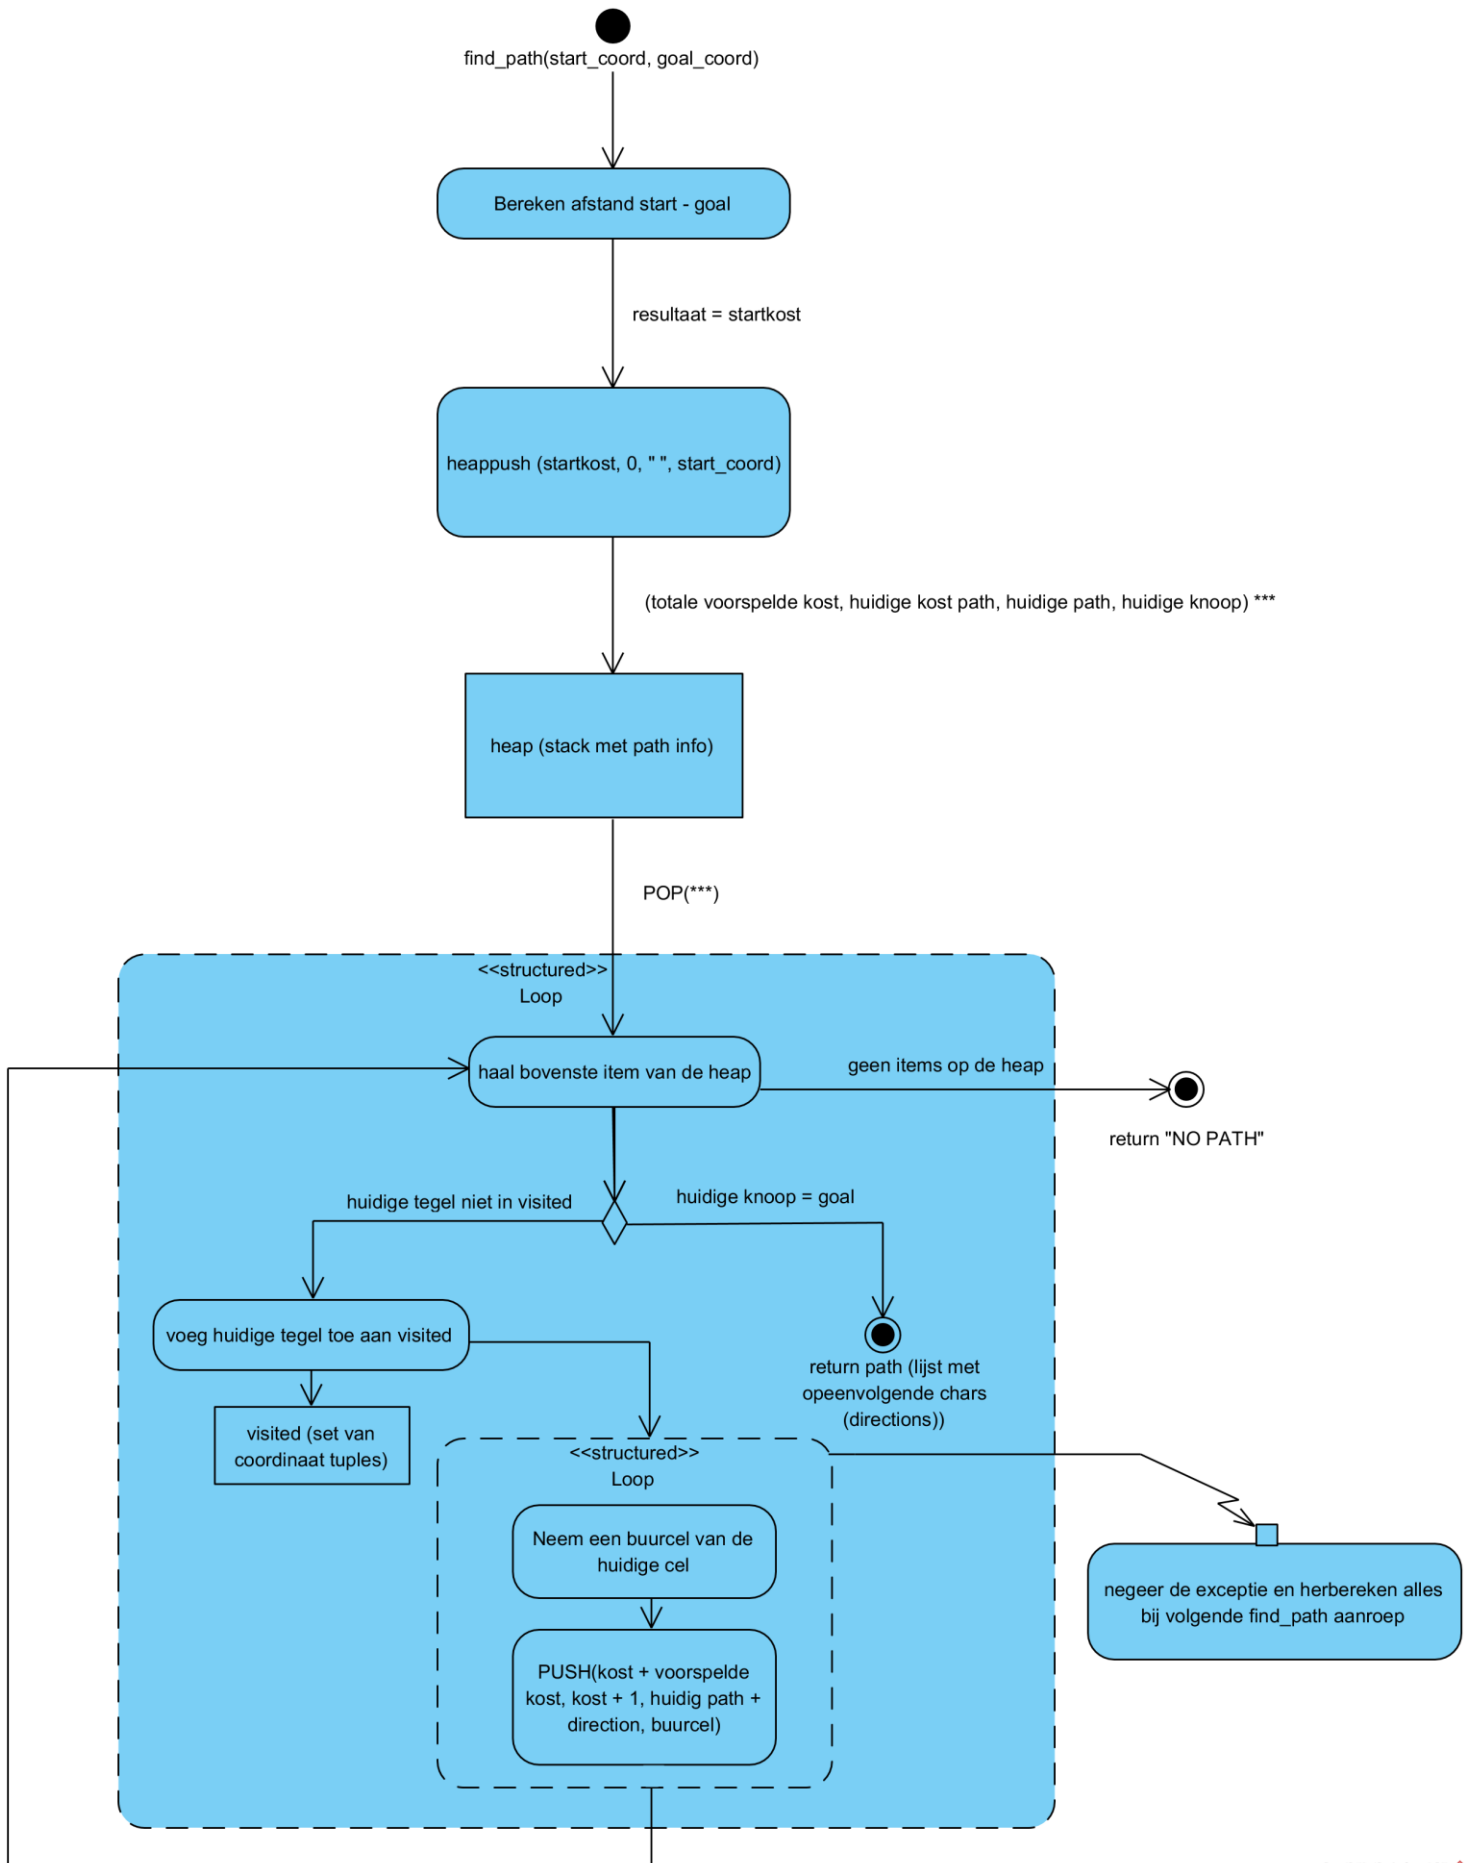 find_path(start_coord, goal_coord)
Bereken afstand start - goal
resultaat = startkost
heappush (startkost, 0, " ", start_coord)
(totale voorspelde kost, huidige kost path, huidige path, huidige knoop) ***
heap (stack met path info)
POP(***)
<<structured>>
Loop
haal bovenste item van de heap
geen items op de heap
return "NO PATH"
huidige tegel niet in visited
huidige knoop = goal
voeg huidige tegel toe aan visited
return path (lijst met
opeenvolgende chars
(directions))
visited (set van
coordinaat tuples)
<<structured>>
Loop
Neem een buurcel van de
huidige cel
negeer de exceptie en herbereken alles
bij volgende find_path aanroep
PUSH(kost + voorspelde
kost, kost + 1, huidig path +
direction, buurcel)